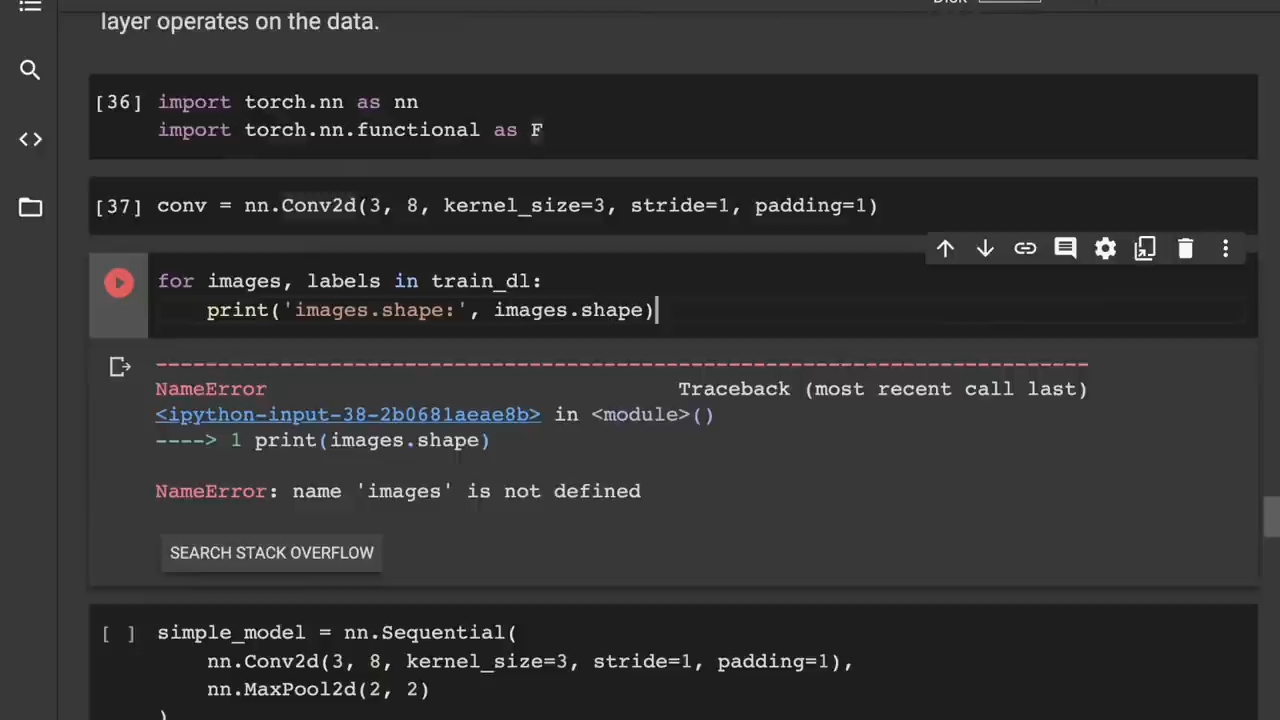 layer operates on the data.
[36] import torch.nn as nn
import torch.nn.functional as F
[37] conv = nn.Conv2d(3, 8, kernel_size=3, stride=1, padding=1)
for images, labels in train_dl:
print('images.shape:', images.shape)
---------------------------------------------------------------------------
NameError Traceback (most recent call last)
<ipython-input-38-2b0681aeae8b> in <module>()
----> 1 print(images.shape)
NameError: name 'images' is not defined
SEARCH STACK OVERFLOW
[ ] simple_model = nn.Sequential(
nn.Conv2d(3, 8, kernel_size=3, stride=1, padding=1),
nn.MaxPool2d(2, 2)
)